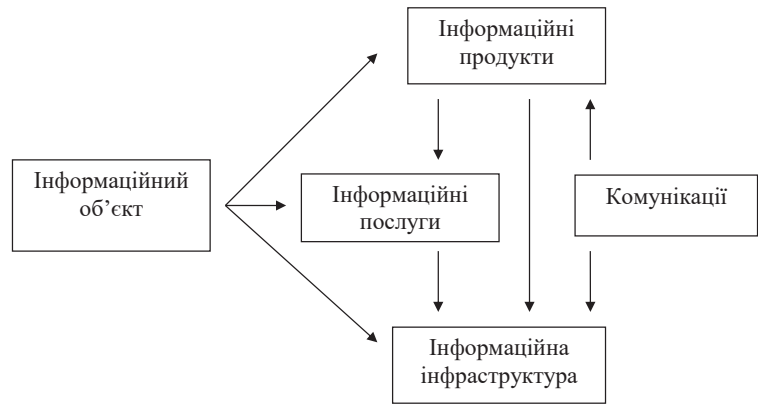 Інформаційні
продукти
Інформаційний
об’єкт
Інформаційні
послуги
Комунікації
Інформаційна
інфраструктура